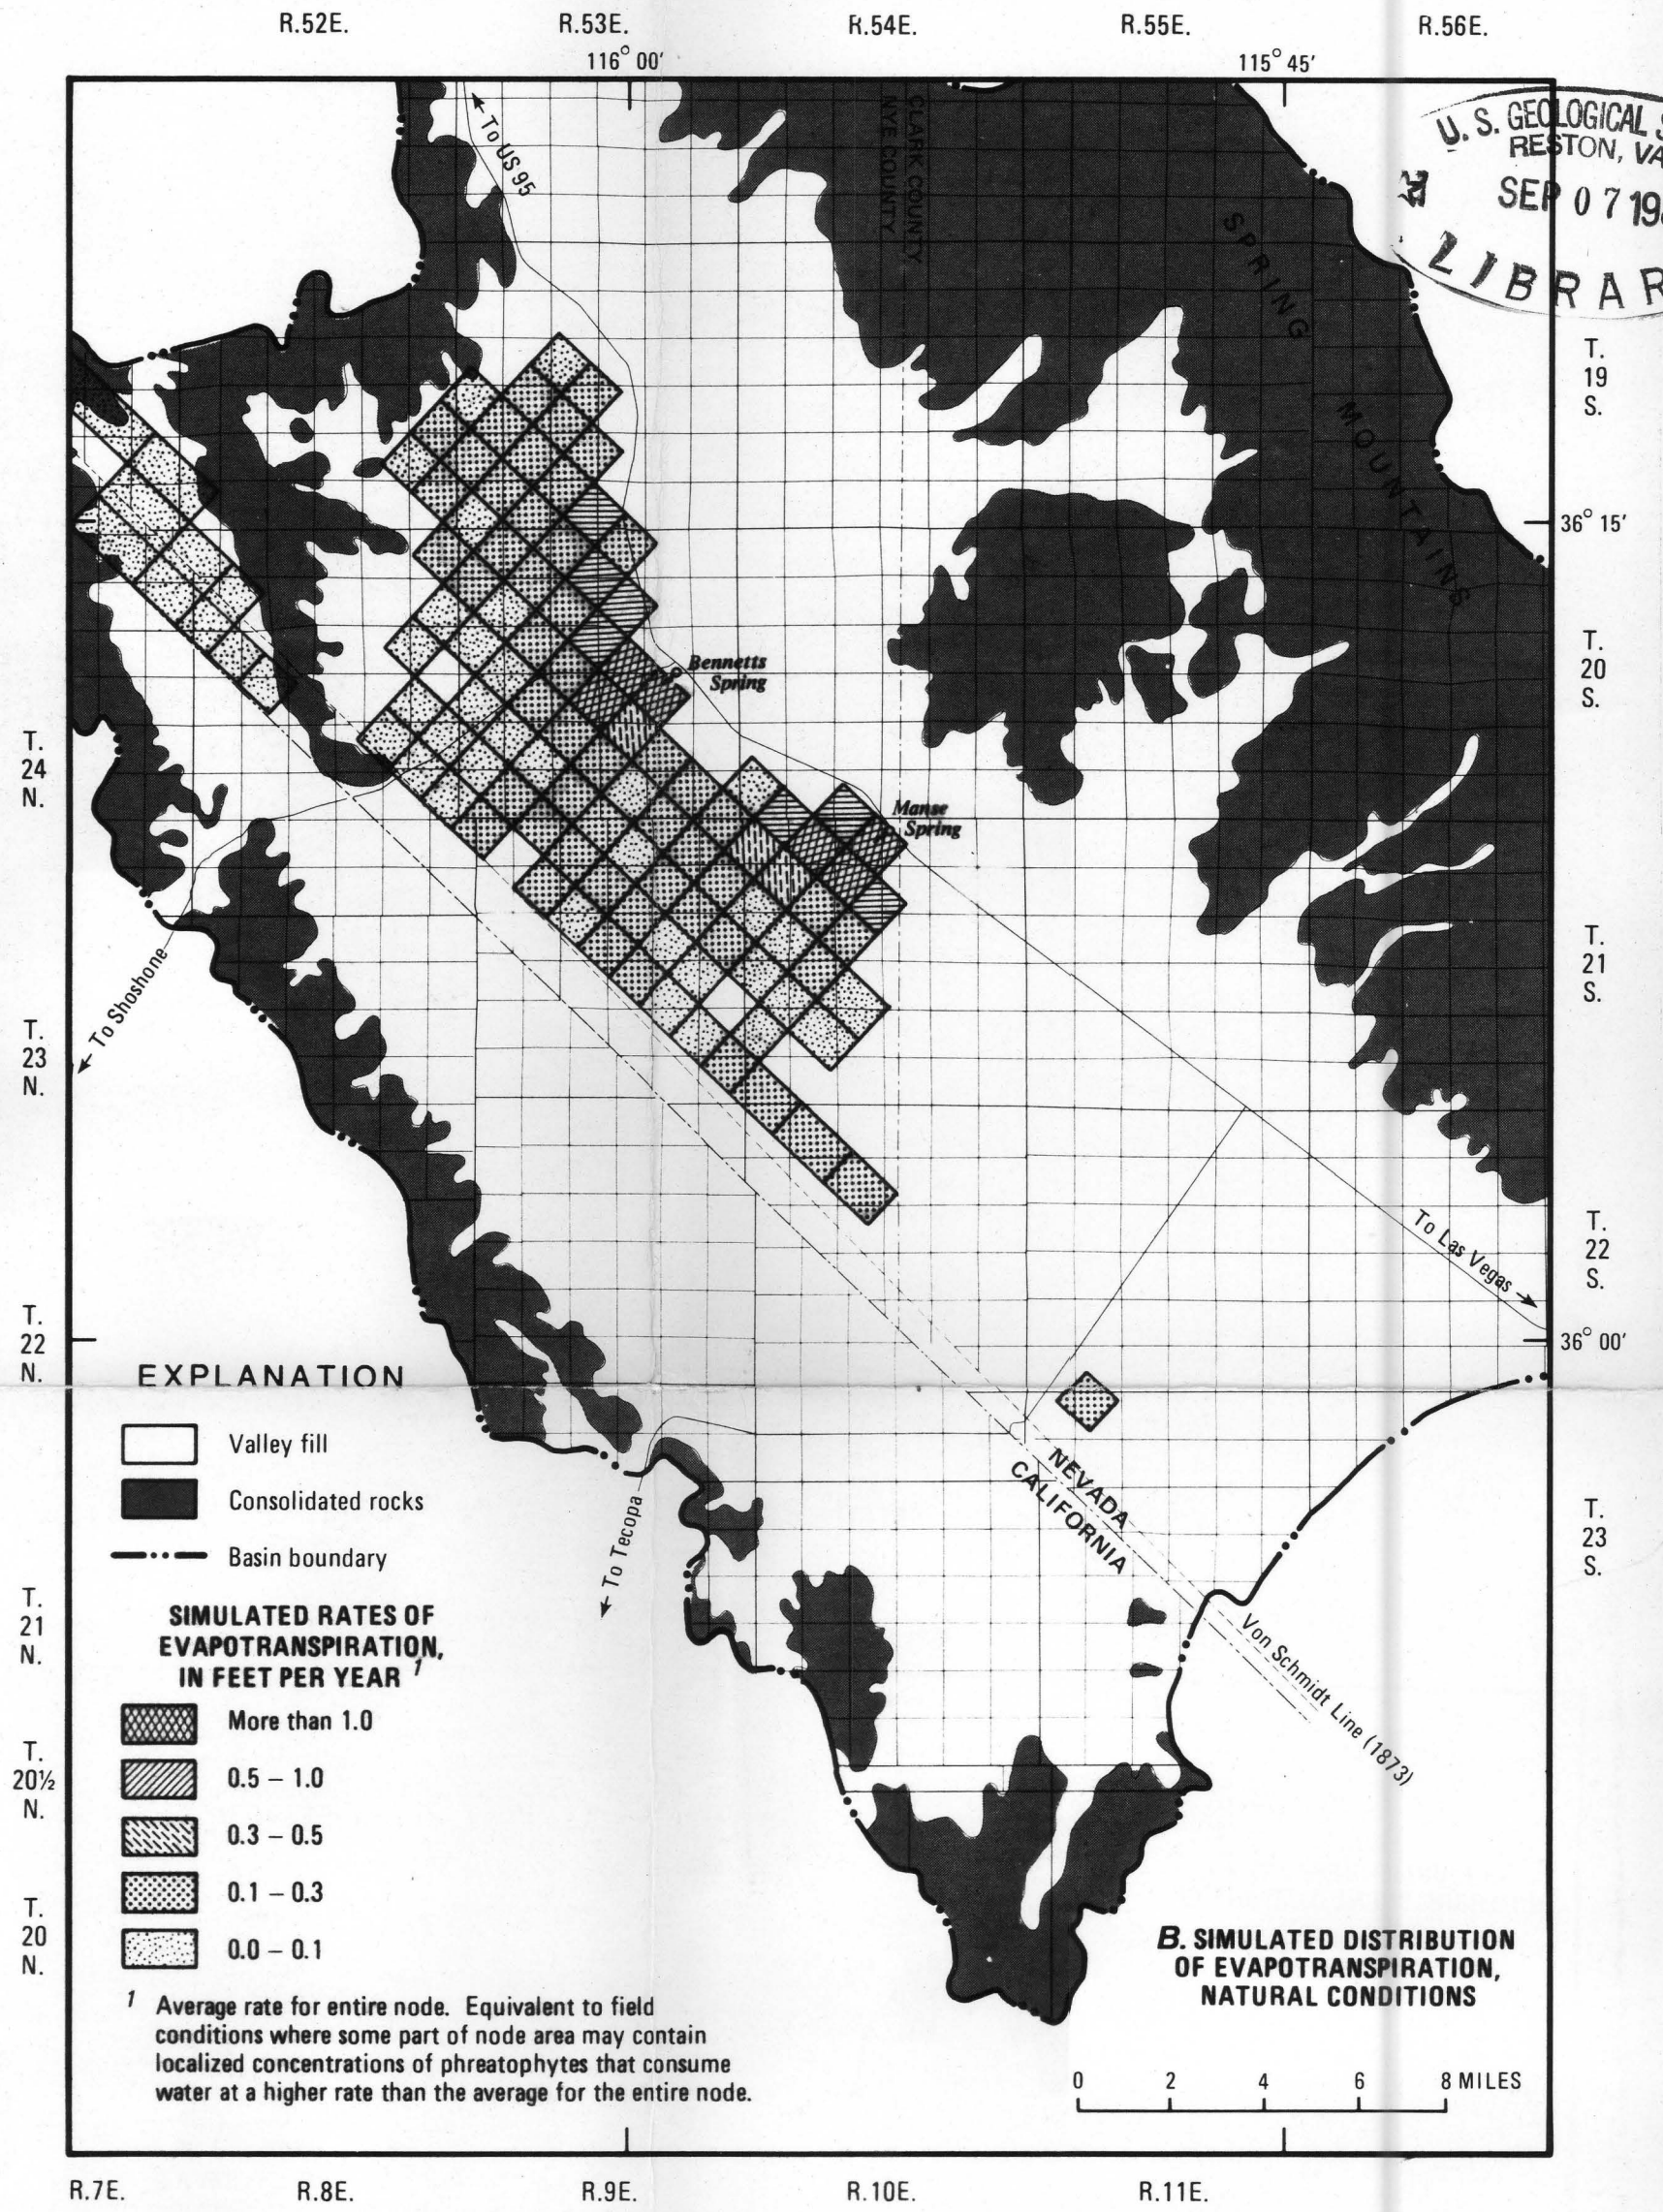 R.52E. R.53E. R.54E. R.55E. R.56E.
116° 00′ 115° 45′
To US 95
CLARK COUNTY
NYE COUNTY
SPRING
MOUNTAINS
U. S. GEOLOGICAL
RESTON, VA
SEP 07 19
LIBRAR
T.
19
S.
36° 15′
T.
20
S.
Bennetts
Spring
T.
24
N.
Manse
Spring
T.
21
S.
To Shoshone
T.
23
N.
T.
22
S.
To Las Vegas
T.
22
N.
36° 00′
EXPLANATION
Valley fill
Consolidated rocks
Basin boundary
NEVADA
CALIFORNIA
To Tecopa
T.
23
S.
T.
21
N.
Von Schmidt Line (1873)
SIMULATED RATES OF
EVAPOTRANSPIRATION,
IN FEET PER YEAR 1
More than 1.0
T.
20½
N.
0.5 – 1.0
0.3 – 0.5
0.1 – 0.3
T.
20
N.
0.0 – 0.1
B. SIMULATED DISTRIBUTION
OF EVAPOTRANSPIRATION,
NATURAL CONDITIONS
1 Average rate for entire node. Equivalent to field
conditions where some part of node area may contain
localized concentrations of phreatophytes that consume
water at a higher rate than the average for the entire node.
0 2 4 6 8 MILES
R.7E. R.8E. R.9E. R.10E. R.11E.